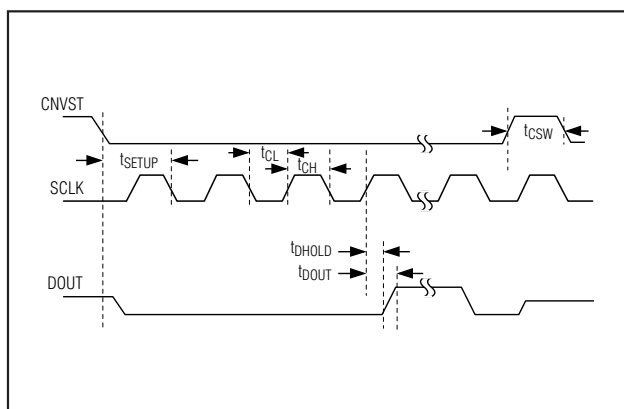 CNVST
tCSW
tSETUP
tCL
tCH
SCLK
tDHOLD
tDOUT
DOUT